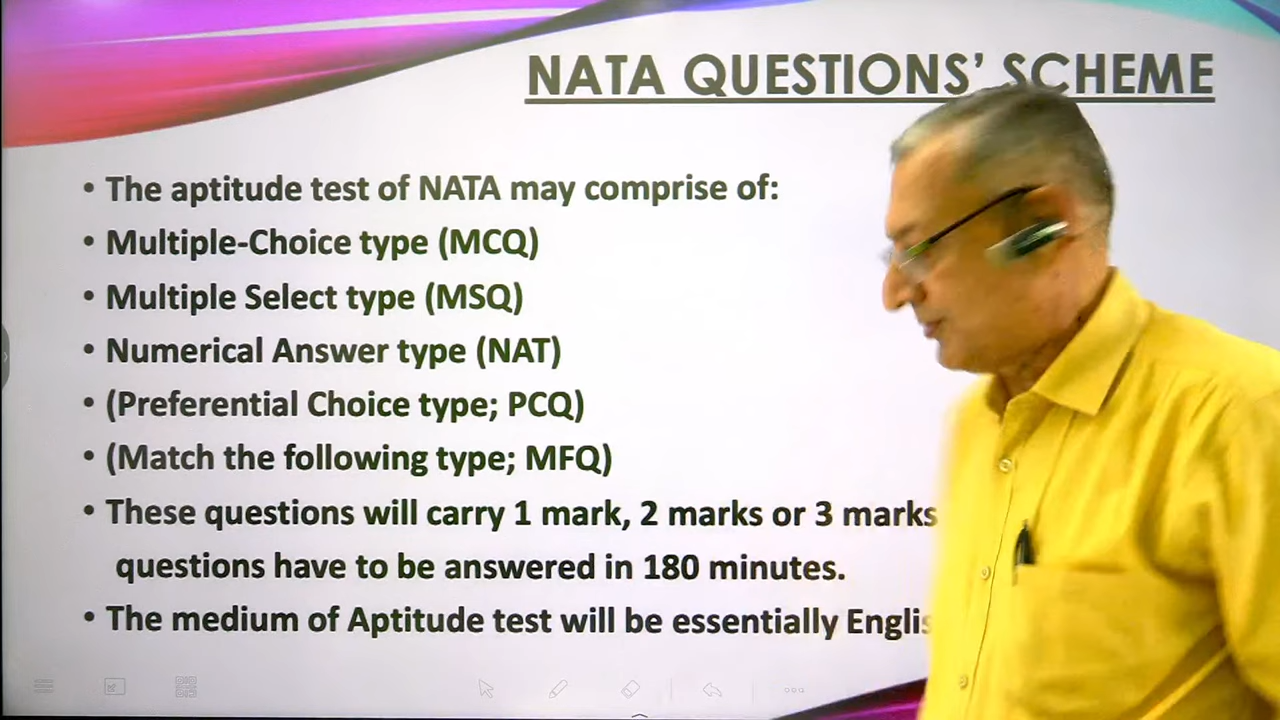 NATA QUESTIONS’ SCHEME
• The aptitude test of NATA may comprise of:
• Multiple-Choice type (MCQ)
• Multiple Select type (MSQ)
• Numerical Answer type (NAT)
• (Preferential Choice type; PCQ)
• (Match the following type; MFQ)
• These questions will carry 1 mark, 2 marks or 3 marks
questions have to be answered in 180 minutes.
• The medium of Aptitude test will be essentially